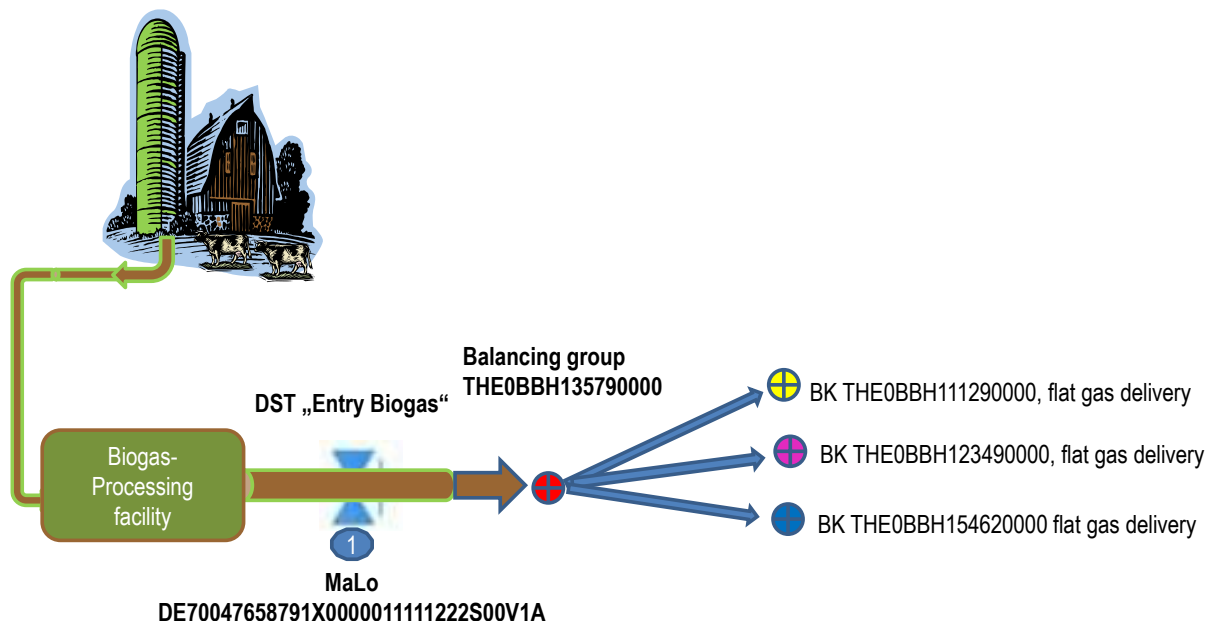 Balancing group
THE0BBH135790000
DST „Entry Biogas“
BK THE0BBH111290000, flat gas delivery
BK THE0BBH123490000, flat gas delivery
BK THE0BBH154620000 flat gas delivery
Biogas-
Processing
facility
1
MaLo
DE70047658791X0000011111222S00V1A